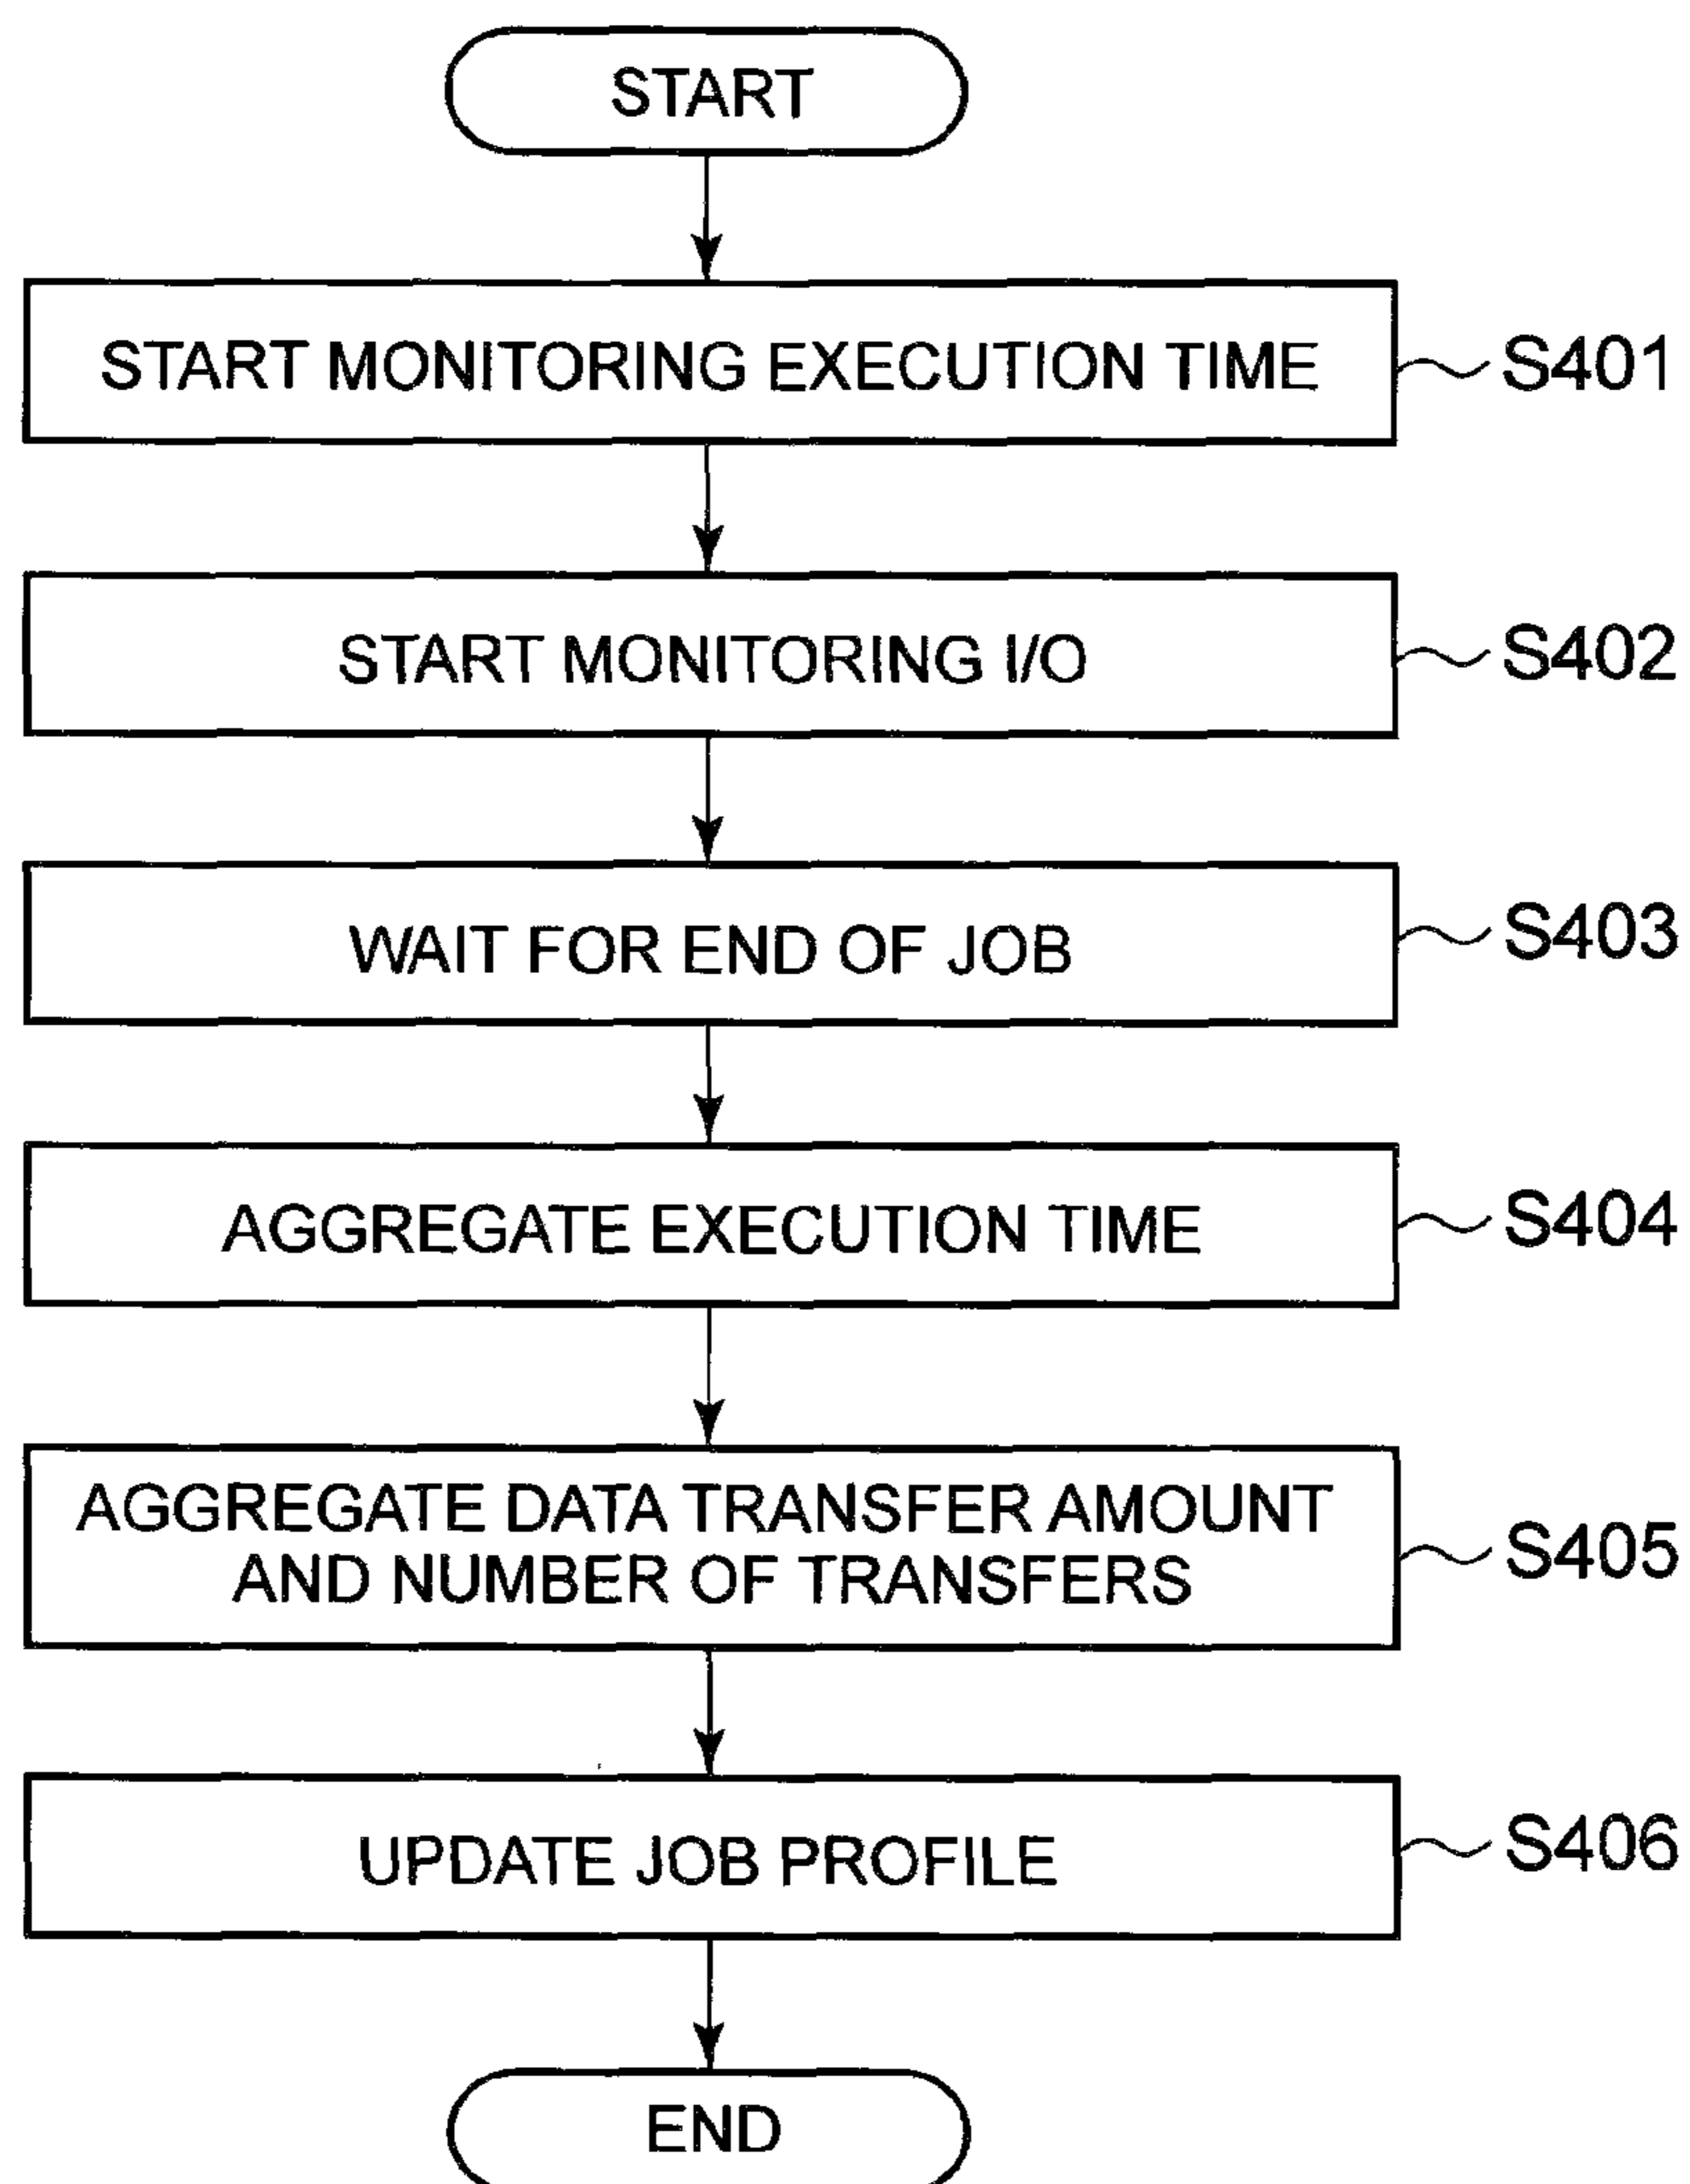 START
START MONITORING EXECUTION TIME
S401
START MONITORING I/O
S402
WAIT FOR END OF JOB
S403
AGGREGATE EXECUTION TIME
S404
AGGREGATE DATA TRANSFER AMOUNT
AND NUMBER OF TRANSFERS
S405
UPDATE JOB PROFILE
S406
END